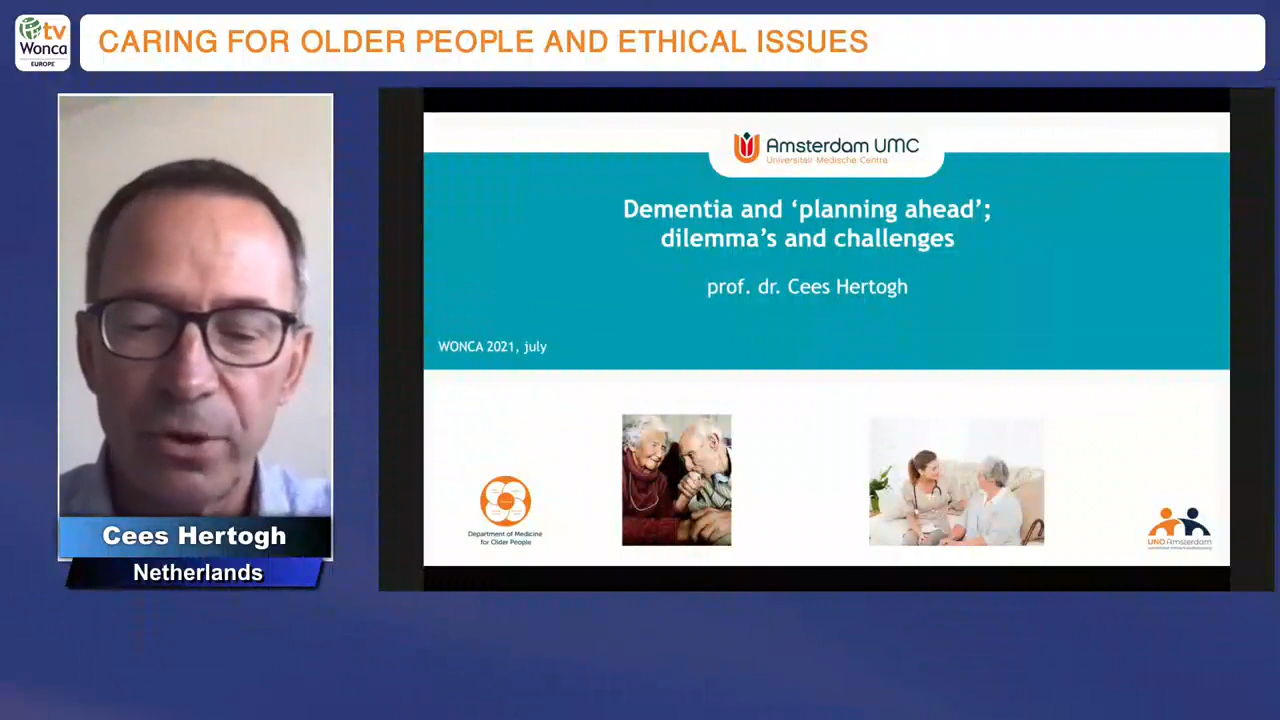 tv
Wonca
EUROPE
CARING FOR OLDER PEOPLE AND ETHICAL ISSUES
Amsterdam UMC
Universitair Medische Centra
Dementia and ‘planning ahead’;
dilemma’s and challenges
prof. dr. Cees Hertogh
WONCA 2021, july
Department of Medicine
for Older People
UNO Amsterdam
Cees Hertogh
Netherlands